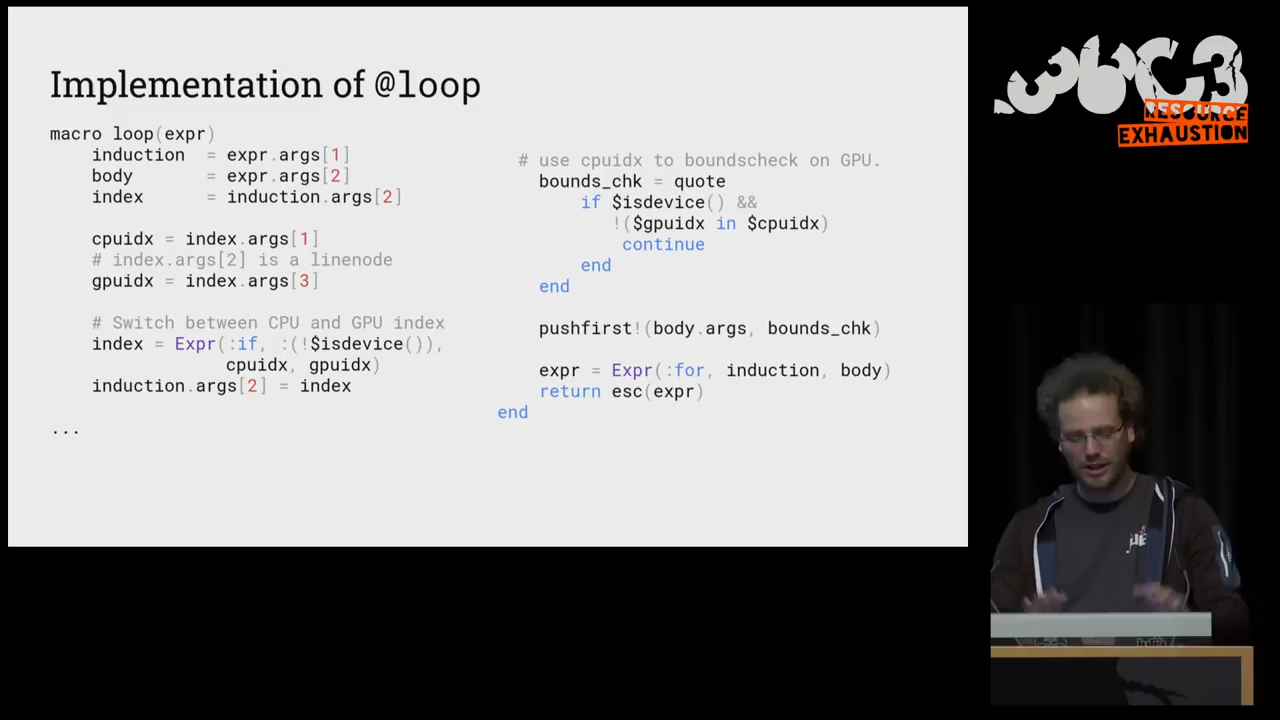 Implementation of @loop
macro loop(expr)
    induction  = expr.args[1]
    body       = expr.args[2]
    index      = induction.args[2]

    cpuidx = index.args[1]
    # index.args[2] is a linenode
    gpuidx = index.args[3]

    # Switch between CPU and GPU index
    index = Expr(:if, :(!$isdevice()),
                 cpuidx, gpuidx)
    induction.args[2] = index

...
  # use cpuidx to boundscheck on GPU.
    bounds_chk = quote
        if $isdevice() &&
           !($gpuidx in $cpuidx)
            continue
        end
    end

    pushfirst!(body.args, bounds_chk)

    expr = Expr(:for, induction, body)
    return esc(expr)
end
36C3
RESOURCE
EXHAUSTION